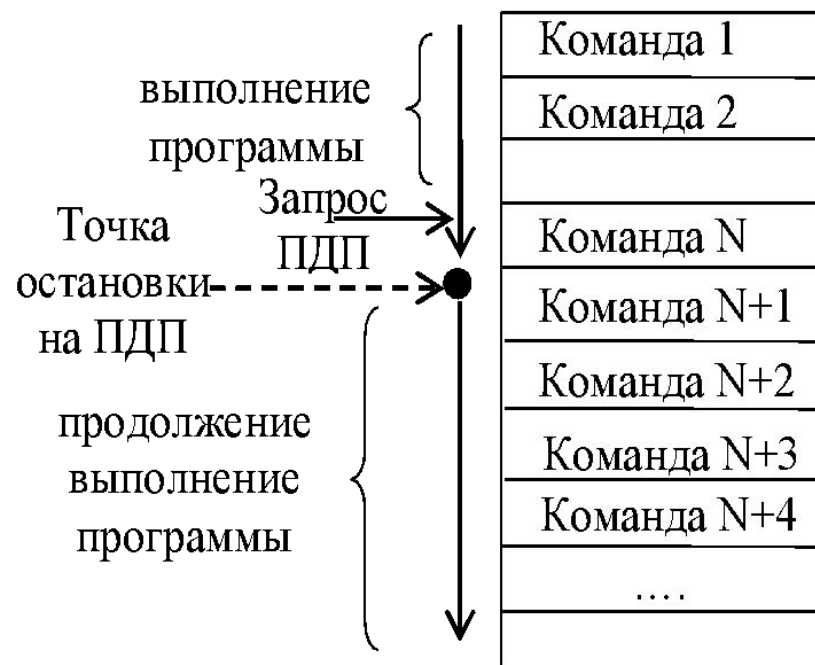 выполнение
программы
Запрос
ПДП
Точка
остановки
на ПДП
продолжение
выполнение
программы
Команда 1
Команда 2
Команда N
Команда N+1
Команда N+2
Команда N+3
Команда N+4
....